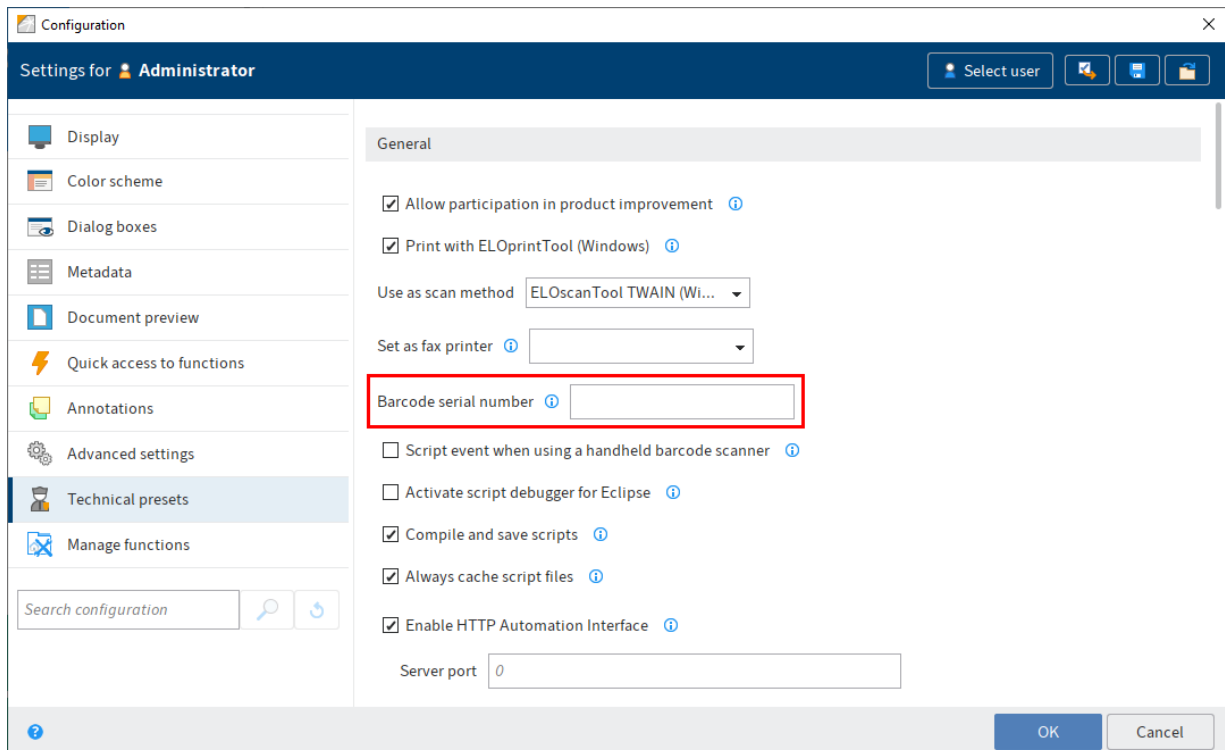 Configuration
Settings for Administrator
Select user
Display
Color scheme
Dialog boxes
Metadata
Document preview
Quick access to functions
Annotations
Advanced settings
Technical presets
Manage functions
Search configuration
General
Allow participation in product improvement
Print with ELOprintTool (Windows)
Use as scan method ELOscanTool TWAIN (Wi...
Set as fax printer
Barcode serial number
Script event when using a handheld barcode scanner
Activate script debugger for Eclipse
Compile and save scripts
Always cache script files
Enable HTTP Automation Interface
Server port 0
OK Cancel